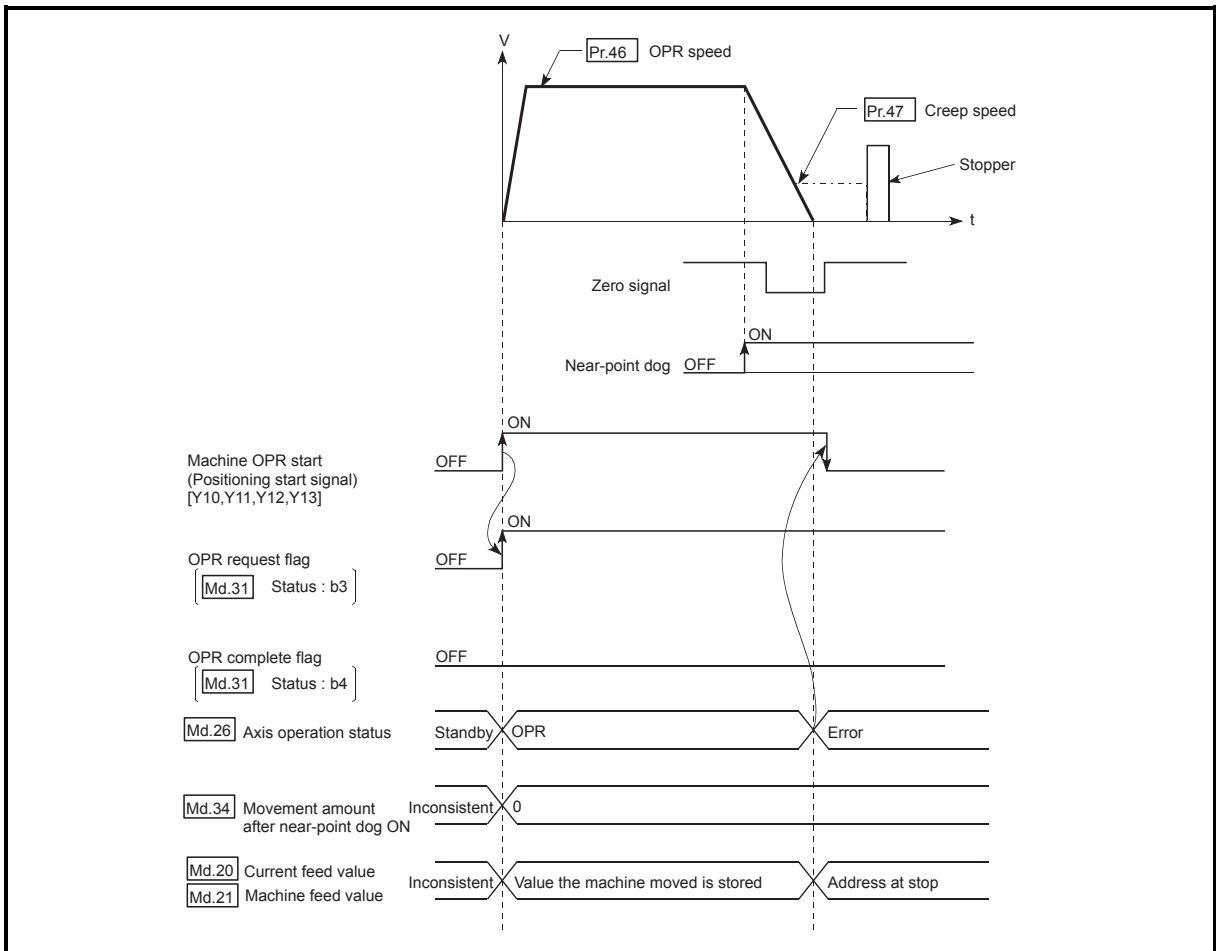 V
Pr.46 OPR speed
Pr.47 Creep speed
Stopper
t
Zero signal
ON
Near-point dog OFF
ON
Machine OPR start
(Positioning start signal)
[Y10,Y11,Y12,Y13]
OFF
ON
OPR request flag
OFF
Md.31 Status : b3
OPR complete flag
OFF
Md.31 Status : b4
Md.26 Axis operation status Standby OPR Error
Md.34 Movement amount
after near-point dog ON
Inconsistent 0
Md.20 Current feed value
Md.21 Machine feed value
Inconsistent Value the machine moved is stored Address at stop